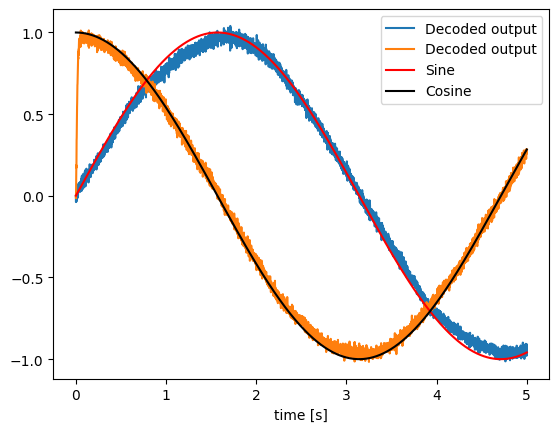 Decoded output
Decoded output
Sine
Cosine
1.0
0.5
0.0
−0.5
−1.0
0 1 2 3 4 5
time [s]